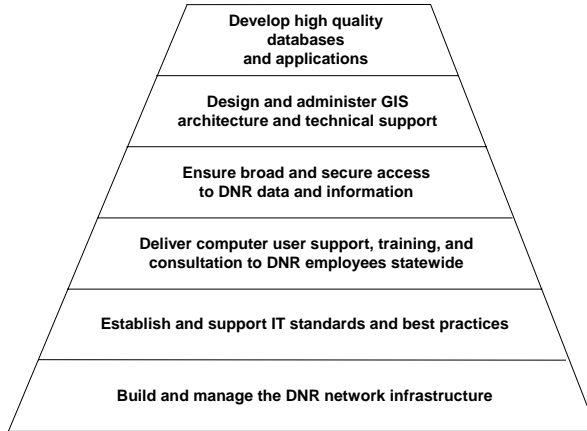 Develop high quality
databases
and applications
Design and administer GIS
architecture and technical support
Ensure broad and secure access
to DNR data and information
Deliver computer user support, training, and
consultation to DNR employees statewide
Establish and support IT standards and best practices
Build and manage the DNR network infrastructure